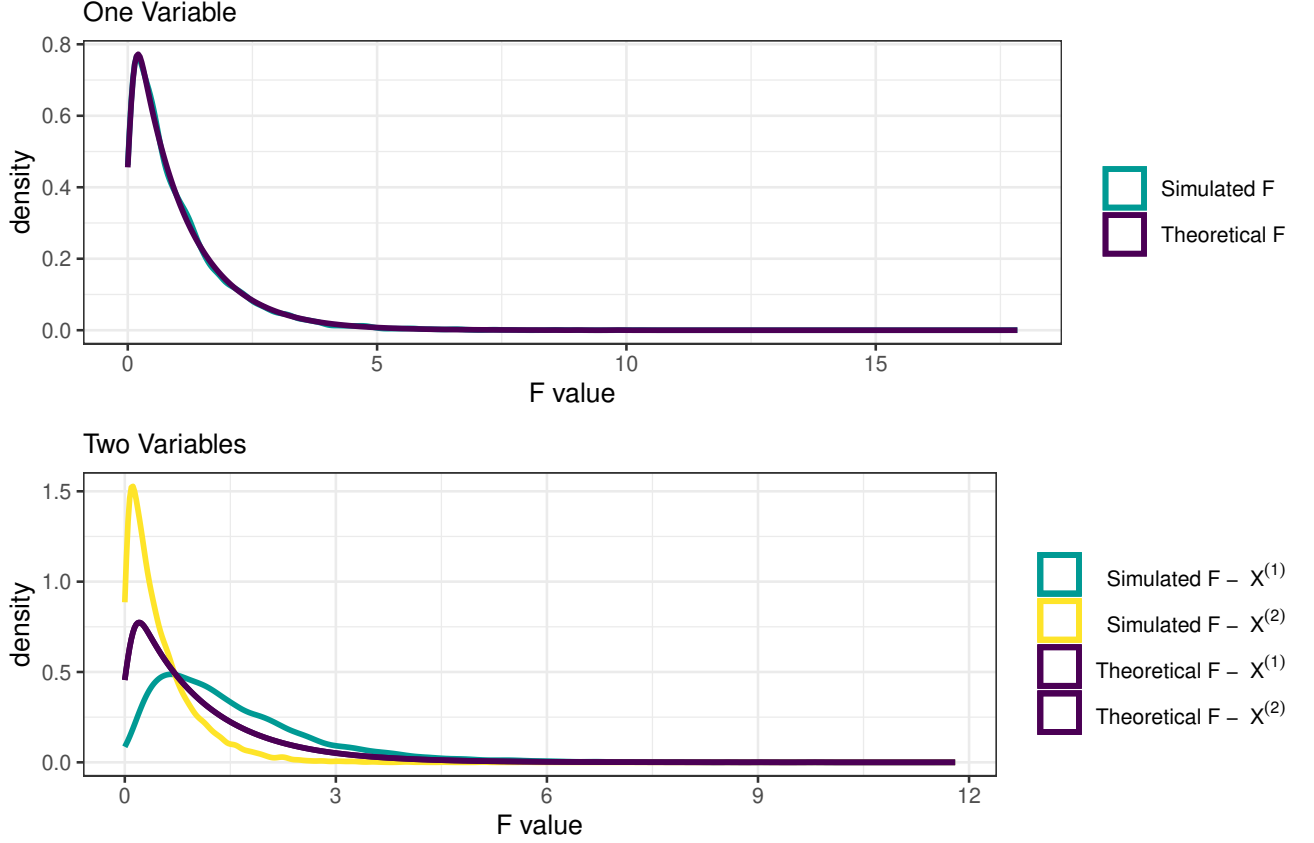 One Variable
0.8
0.6
0.4
0.2
0.0
density
0
5
10
15
F value
Simulated F
Theoretical F
Two Variables
1.5
1.0
0.5
0.0
density
0
3
6
9
12
F value
Simulated F − X⁽¹⁾
Simulated F − X⁽²⁾
Theoretical F − X⁽¹⁾
Theoretical F − X⁽²⁾